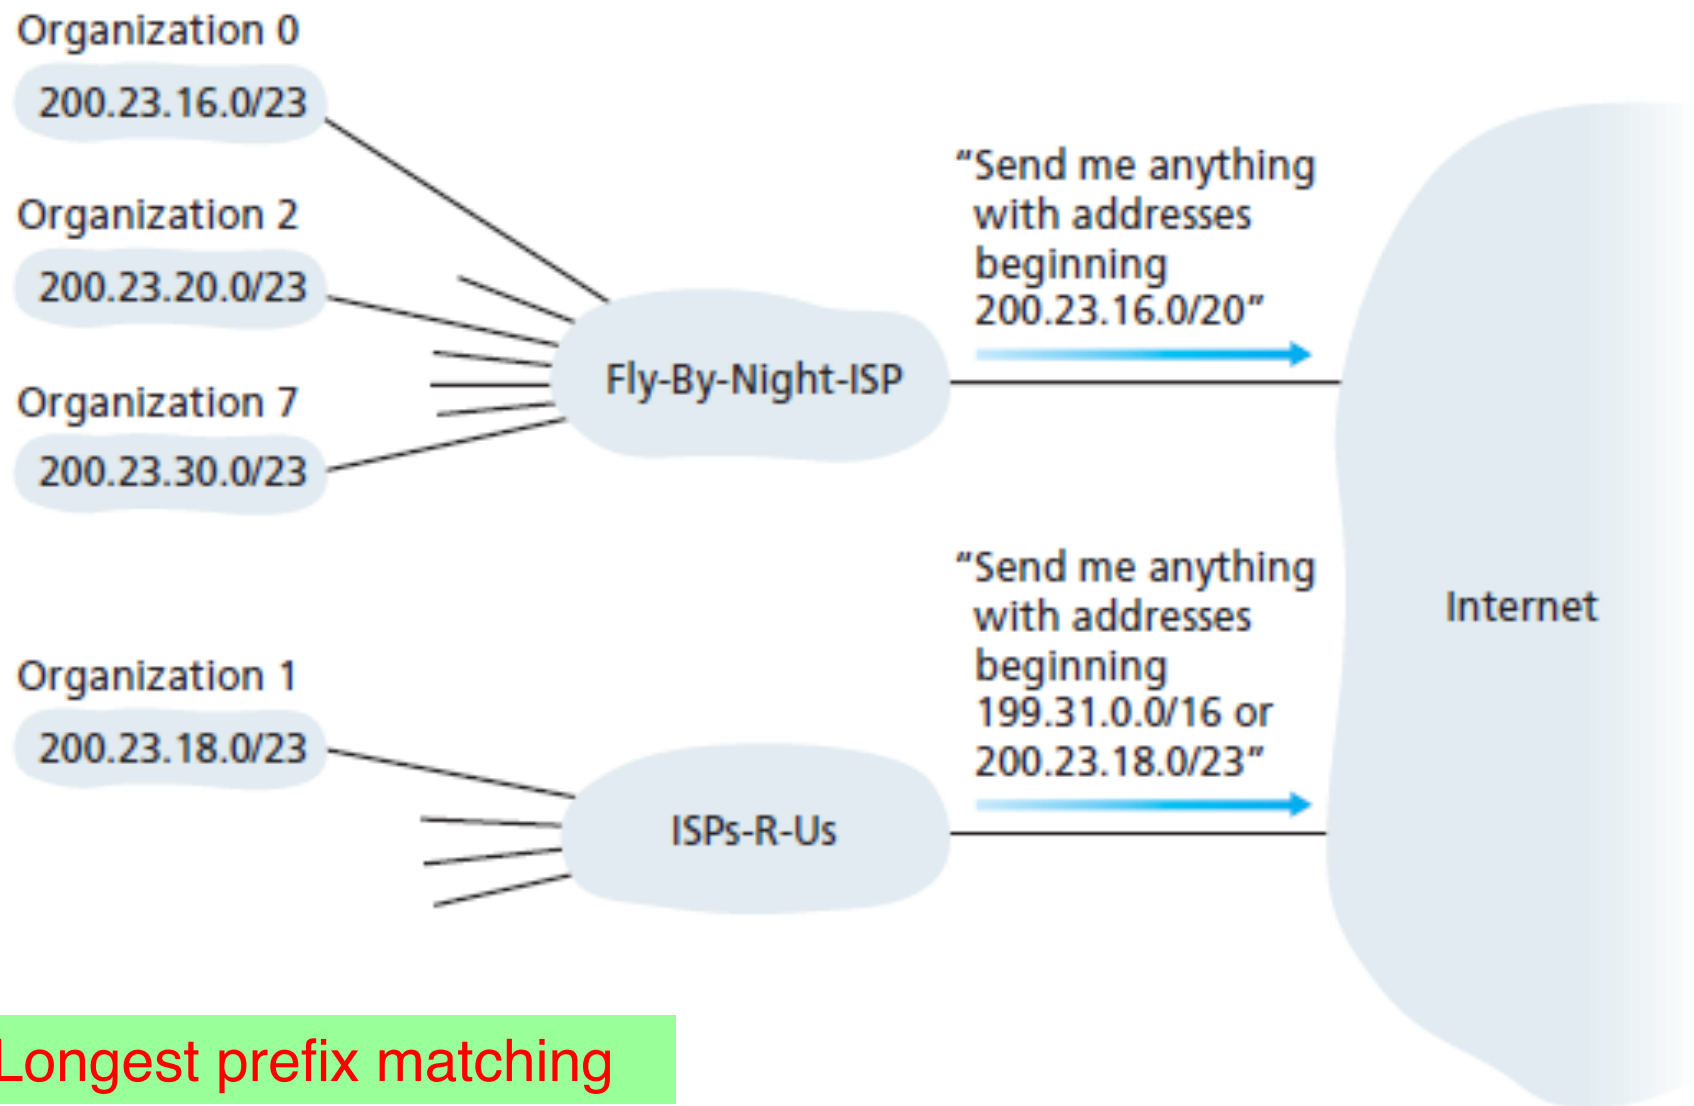 Organization 0
200.23.16.0/23
Organization 2
200.23.20.0/23
Organization 7
200.23.30.0/23
Fly-By-Night-ISP
“Send me anything
with addresses
beginning
200.23.16.0/20”
Organization 1
200.23.18.0/23
ISPs-R-Us
“Send me anything
with addresses
beginning
199.31.0.0/16 or
200.23.18.0/23”
Internet
Longest prefix matching